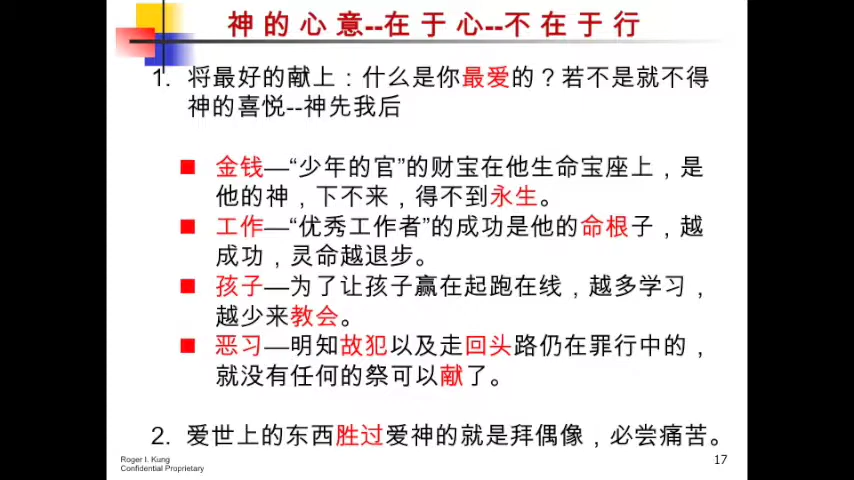 神 的 心 意--在 于 心--不 在 于 行
1. 将最好的献上：什么是你最爱的？若不是就不得
神的喜悦--神先我后
■ 金钱—“少年的官”的财宝在他生命宝座上，是
他的神，下不来，得不到永生。
■ 工作—“优秀工作者”的成功是他的命根子，越
成功，灵命越退步。
■ 孩子—为了让孩子赢在起跑在线，越多学习，
越少来教会。
■ 恶习—明知故犯以及走回头路仍在罪行中的，
就没有任何的祭可以献了。
2. 爱世上的东西胜过爱神的就是拜偶像，必尝痛苦。
Roger I. Kung
Confidential Proprietary
17